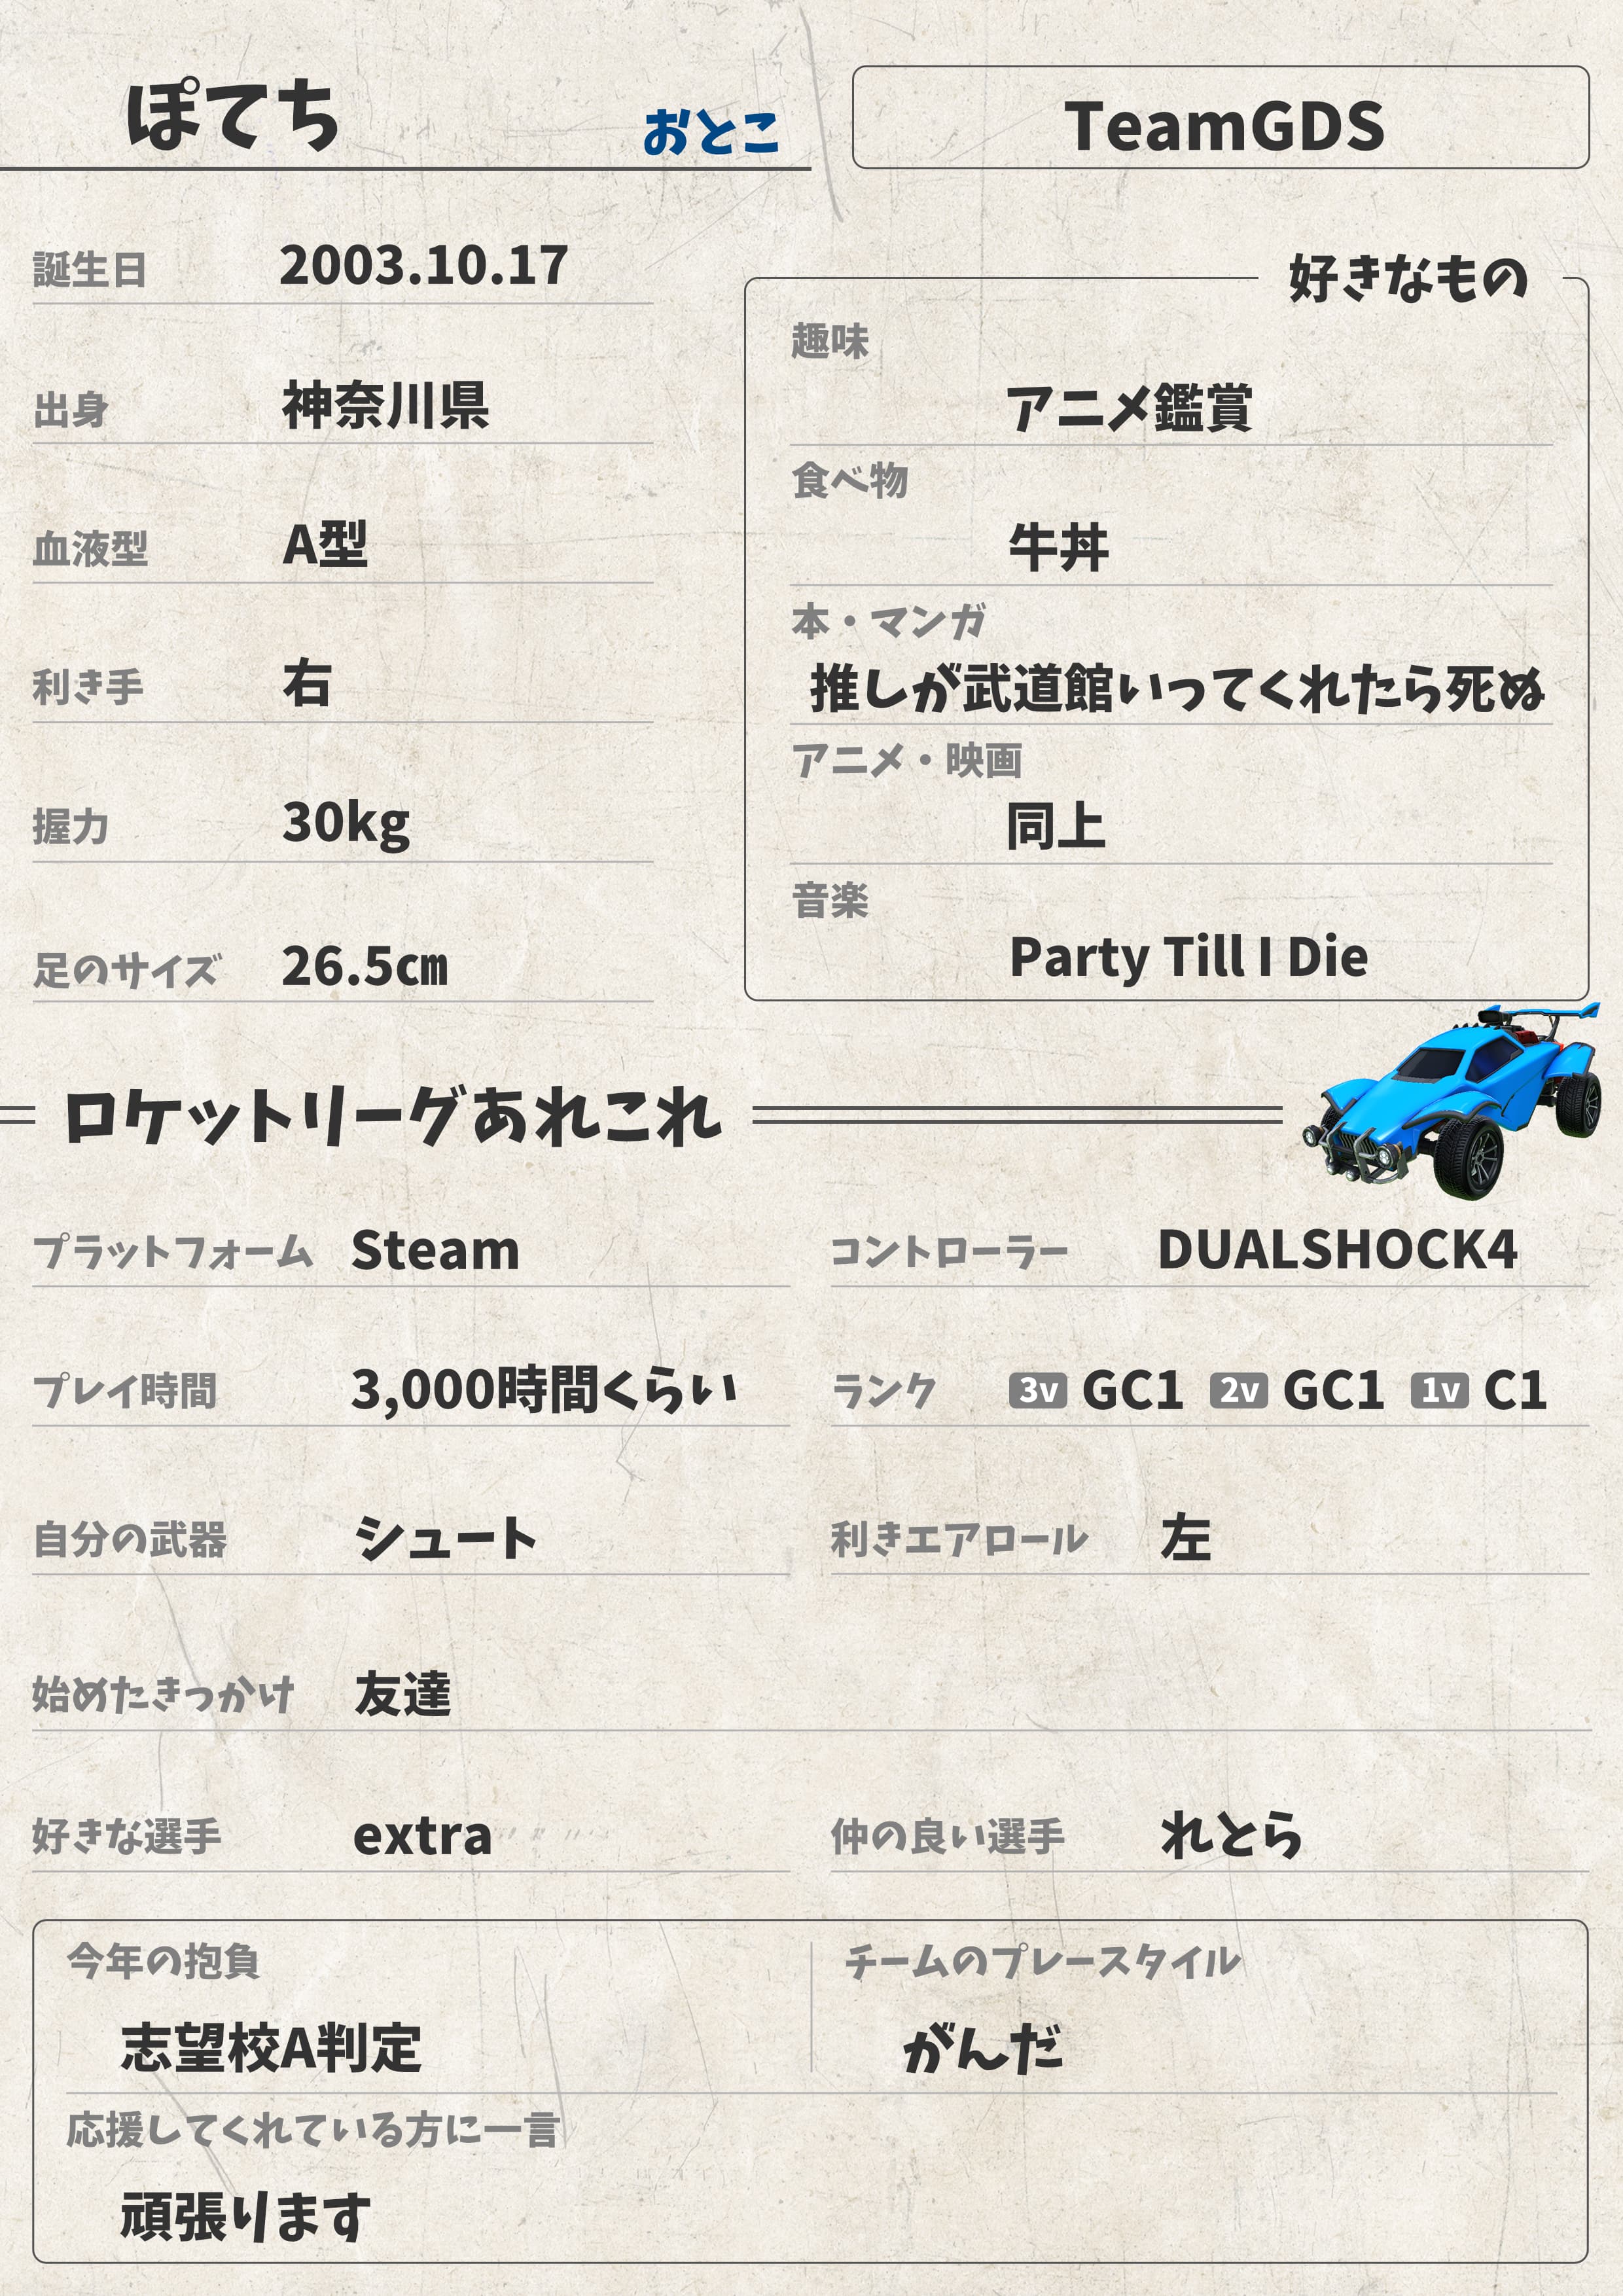 ぽてち
おとこ
TeamGDS
誕生日 2003.10.17
出身 神奈川県
血液型 A型
利き手 右
握力 30kg
足のサイズ 26.5㎝
好きなもの
趣味
アニメ鑑賞
食べ物
牛丼
本・マンガ
推しが武道館いってくれたら死ぬ
アニメ・映画
同上
音楽
Party Till I Die
ロケットリーグあれこれ
プラットフォーム Steam
コントローラー DUALSHOCK4
プレイ時間 3,000時間くらい
ランク 3v GC1 2v GC1 1v C1
自分の武器 シュート
利きエアロール 左
始めたきっかけ 友達
好きな選手 extra
仲の良い選手 れとら
今年の抱負
志望校A判定
チームのプレースタイル
がんだ
応援してくれている方に一言
頑張ります